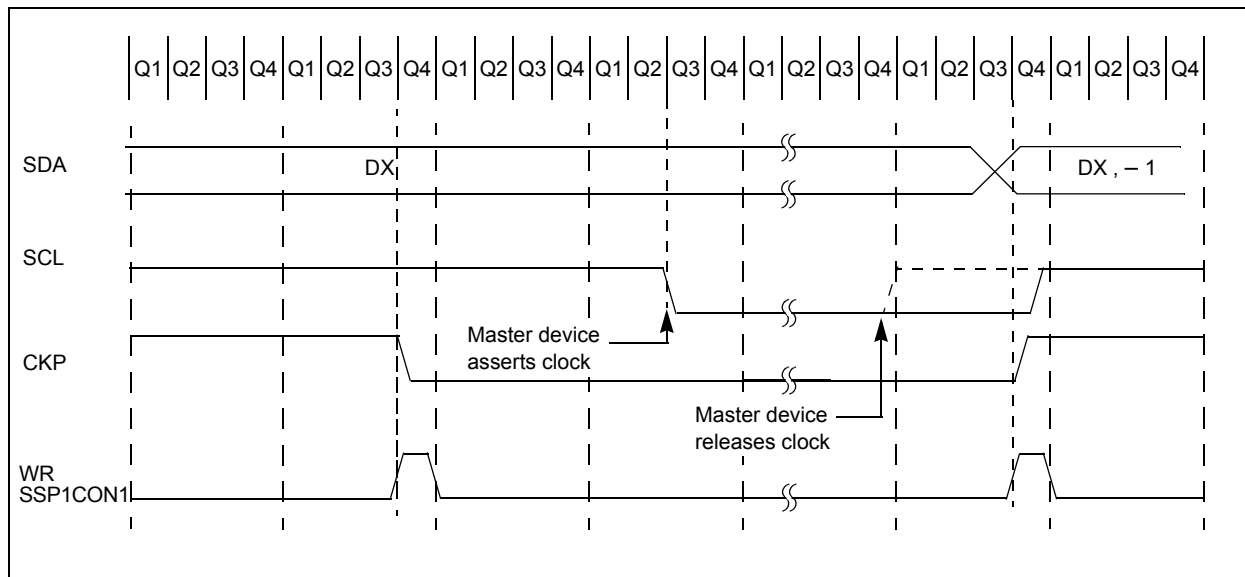 Q1 Q2 Q3 Q4 Q1 Q2 Q3 Q4 Q1 Q2 Q3 Q4 Q1 Q2 Q3 Q4 Q1 Q2 Q3 Q4 Q1 Q2 Q3 Q4 Q1 Q2 Q3 Q4
SDA
DX
DX , – 1
SCL
Master device
asserts clock
CKP
Master device
releases clock
WR
SSP1CON1